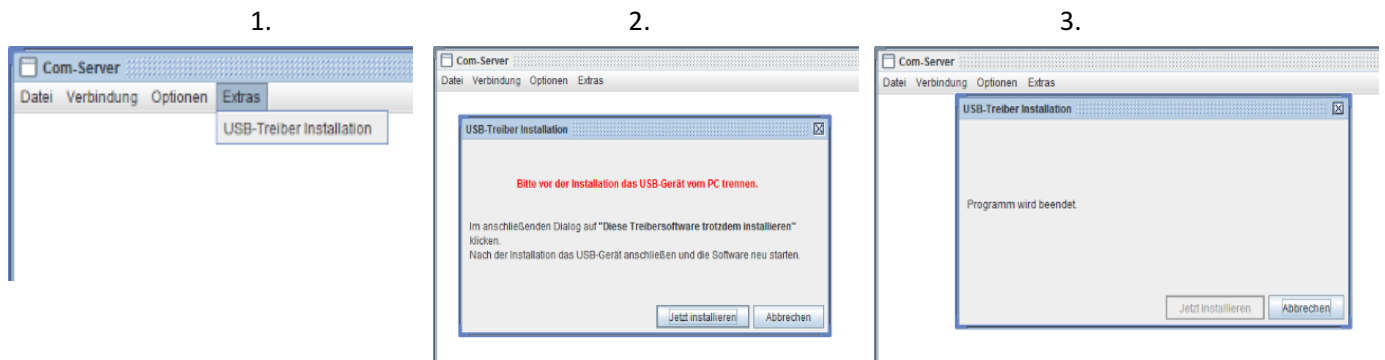 1.
Com-Server
Datei Verbindung Optionen Extras
USB-Treiber Installation
2.
Com-Server
Datei Verbindung Optionen Extras
USB-Treiber Installation
Bitte vor der Installation das USB-Gerät vom PC trennen.
Im anschließenden Dialog auf "Diese Treibersoftware trotzdem installieren"
klicken.
Nach der Installation das USB-Gerät anschließen und die Software neu starten.
Jetzt installieren Abbrechen
3.
Com-Server
Datei Verbindung Optionen Extras
USB-Treiber Installation
Programm wird beendet.
Jetzt installieren Abbrechen